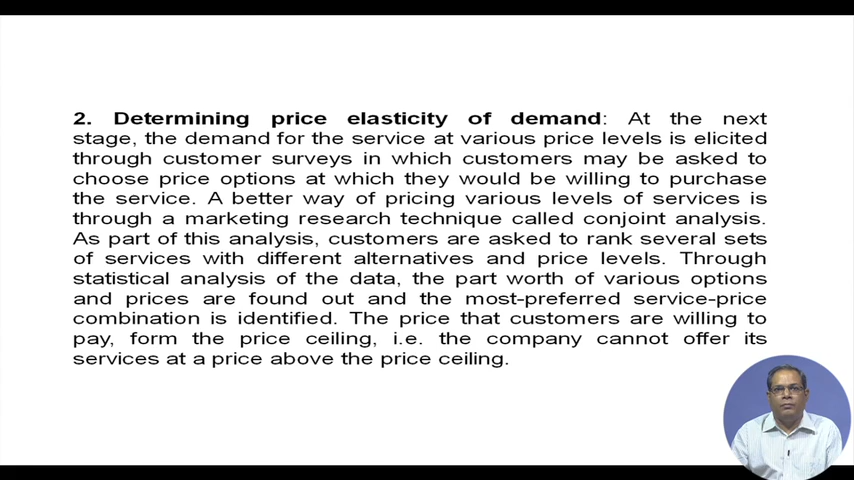 2. Determining price elasticity of demand: At the next
stage, the demand for the service at various price levels is elicited
through customer surveys in which customers may be asked to
choose price options at which they would be willing to purchase
the service. A better way of pricing various levels of services is
through a marketing research technique called conjoint analysis.
As part of this analysis, customers are asked to rank several sets
of services with different alternatives and price levels. Through
statistical analysis of the data, the part worth of various options
and prices are found out and the most-preferred service-price
combination is identified. The price that customers are willing to
pay, form the price ceiling, i.e. the company cannot offer its
services at a price above the price ceiling.